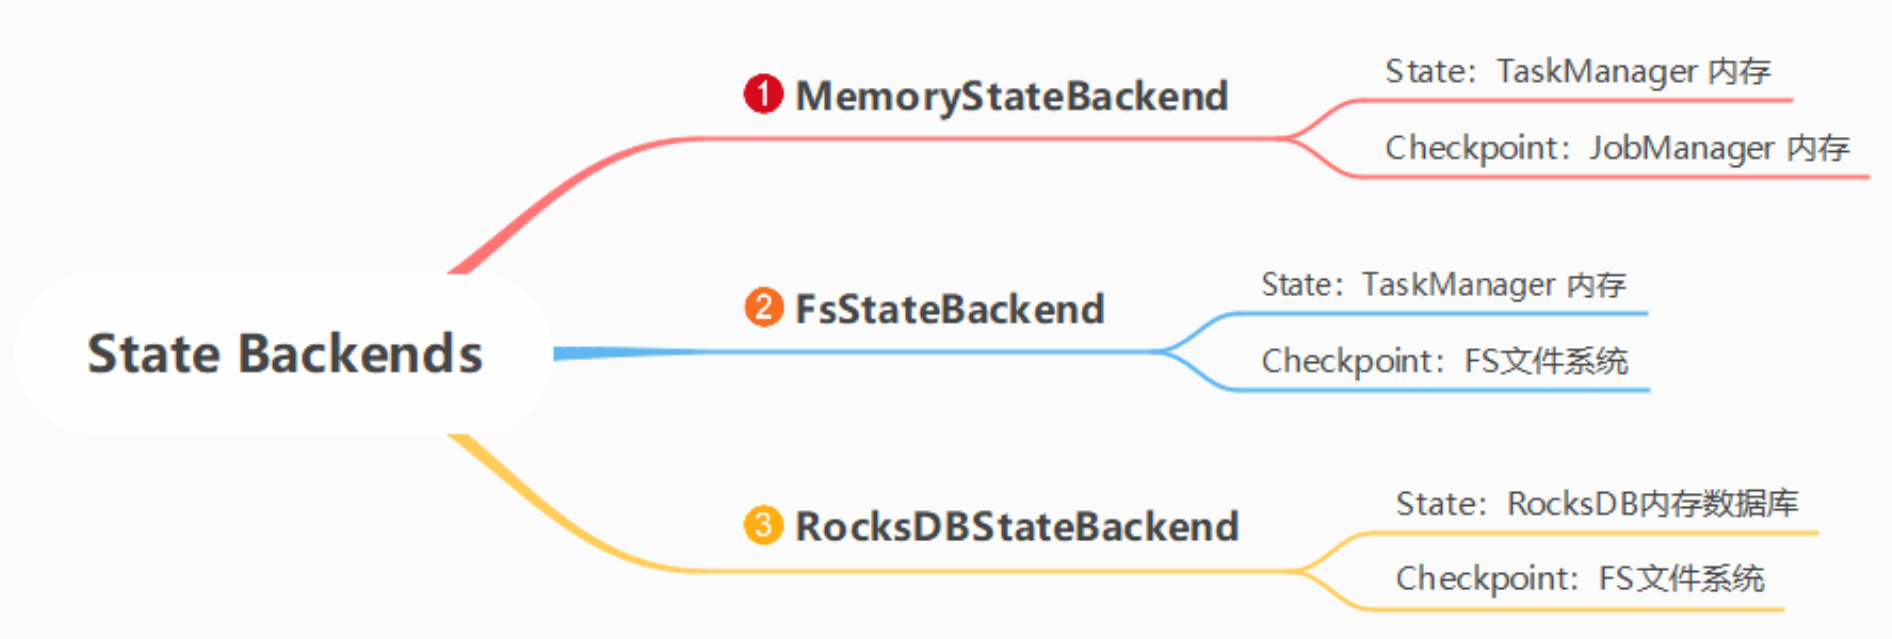 State Backends
1 MemoryStateBackend
State：TaskManager 内存
Checkpoint：JobManager 内存
2 FsStateBackend
State：TaskManager 内存
Checkpoint：FS文件系统
3 RocksDBStateBackend
State：RocksDB内存数据库
Checkpoint：FS文件系统